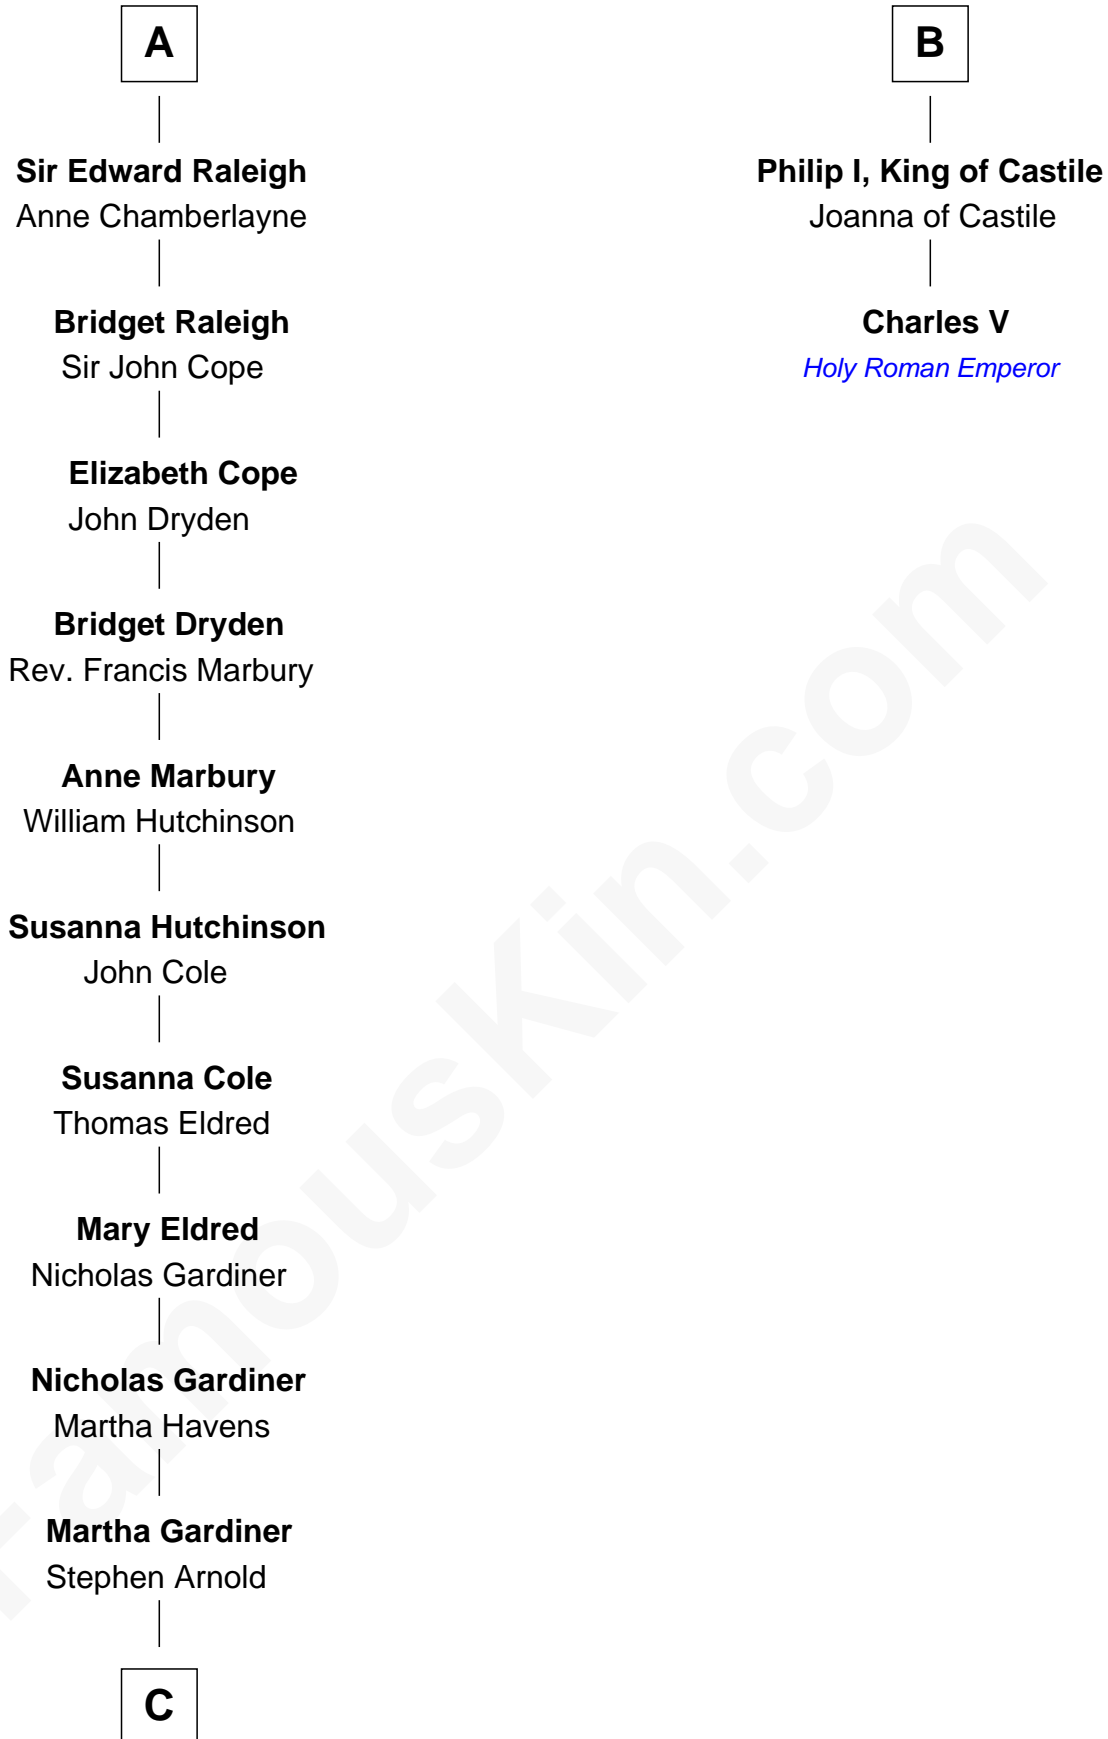 A
Sir Edward Raleigh
Anne Chamberlayne
Bridget Raleigh
Sir John Cope
Elizabeth Cope
John Dryden
Bridget Dryden
Rev. Francis Marbury
Anne Marbury
William Hutchinson
Susanna Hutchinson
John Cole
Susanna Cole
Thomas Eldred
Mary Eldred
Nicholas Gardiner
Nicholas Gardiner
Martha Havens
Martha Gardiner
Stephen Arnold
C
B
Philip I, King of Castile
Joanna of Castile
Charles V
Holy Roman Emperor
FamousKin.com